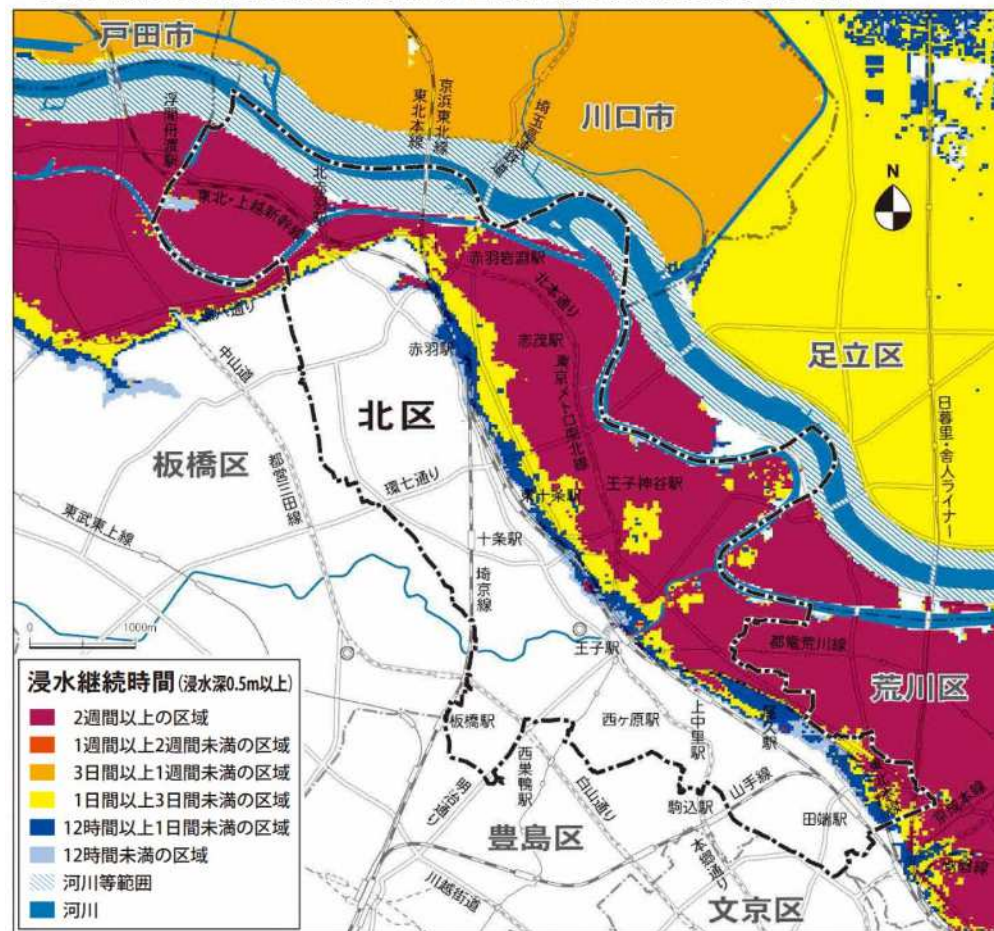 戸田市
川口市
足立区
北区
板橋区
荒川区
豊島区
文京区
浮間舟渡駅
東北本線
京浜東北線
東北・上越新幹線
赤羽岩淵駅
北本通り
志茂駅
赤羽駅
東京メトロ南北線
中山道
都営三田線
環七通り
東武東上線
王子神谷駅
東十条駅
十条駅
埼京線
王子駅
日暮里・舎人ライナー
都電荒川線
板橋駅
西ヶ原駅
上中里駅
西巣鴨駅
明治通り
白山通り
駒込駅
山手線
田端駅
本郷通り
川越街道
京成本線
N
0
1000m
浸水継続時間(浸水深0.5m以上)
2週間以上の区域
1週間以上2週間未満の区域
3日間以上1週間未満の区域
1日間以上3日間未満の区域
12時間以上1日間未満の区域
12時間未満の区域
河川等範囲
河川